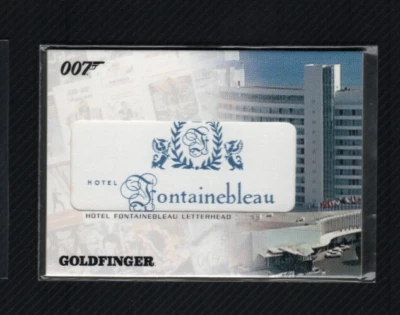 007
HOTEL
Fontainebleau
HOTEL FONTAINEBLEAU LETTERHEAD
GOLDFINGER